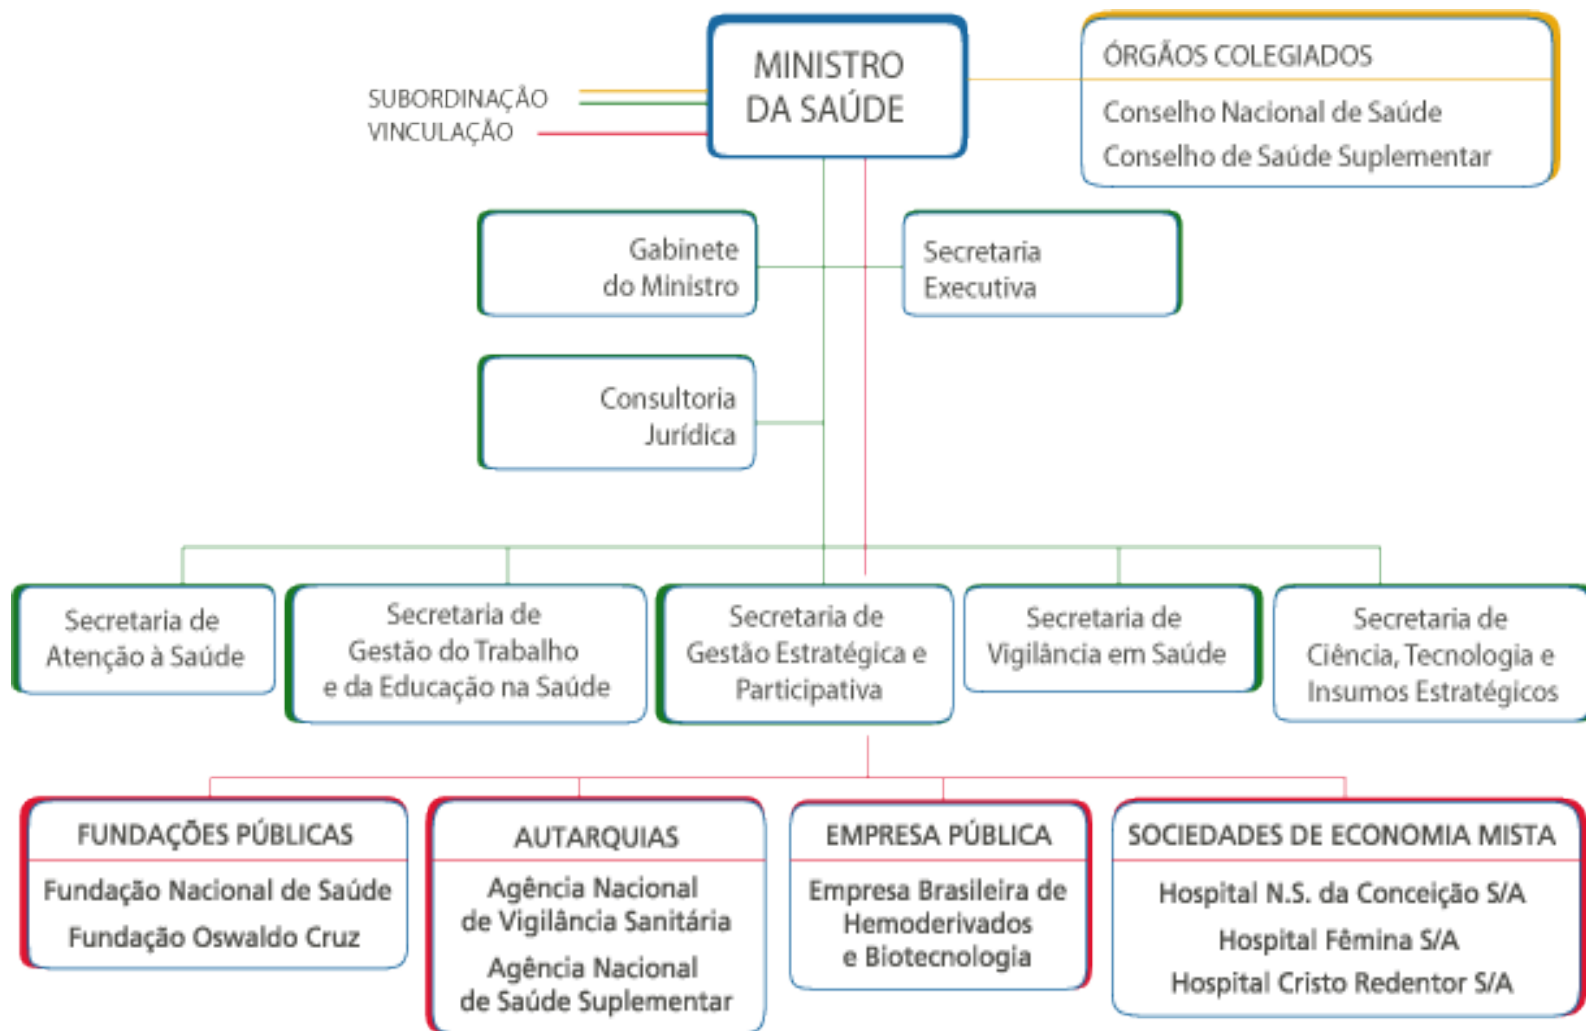 MINISTRO
DA SAÚDE
SUBORDINAÇÃO
VINCULAÇÃO
ÓRGÃOS COLEGIADOS
Conselho Nacional de Saúde
Conselho de Saúde Suplementar
Gabinete
do Ministro
Secretaria
Executiva
Consultoria
Jurídica
Secretaria de
Atenção à Saúde
Secretaria de
Gestão do Trabalho
e da Educação na Saúde
Secretaria de
Gestão Estratégica e
Participativa
Secretaria de
Vigilância em Saúde
Secretaria de
Ciência, Tecnologia e
Insumos Estratégicos
FUNDAÇÕES PÚBLICAS
Fundação Nacional de Saúde
Fundação Oswaldo Cruz
AUTARQUIAS
Agência Nacional
de Vigilância Sanitária
Agência Nacional
de Saúde Suplementar
EMPRESA PÚBLICA
Empresa Brasileira de
Hemoderivados
e Biotecnologia
SOCIEDADES DE ECONOMIA MISTA
Hospital N.S. da Conceição S/A
Hospital Fêmina S/A
Hospital Cristo Redentor S/A